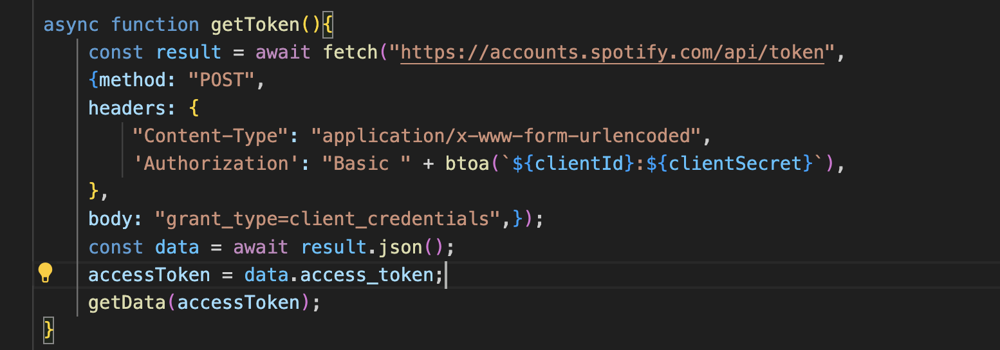 async function getToken(){
const result = await fetch("https://accounts.spotify.com/api/token",
{method: "POST",
headers: {
"Content-Type": "application/x-www-form-urlencoded",
'Authorization': "Basic " + btoa(`${clientId}:${clientSecret}`),
},
body: "grant_type=client_credentials",});
const data = await result.json();
accessToken = data.access_token;
getData(accessToken);
}